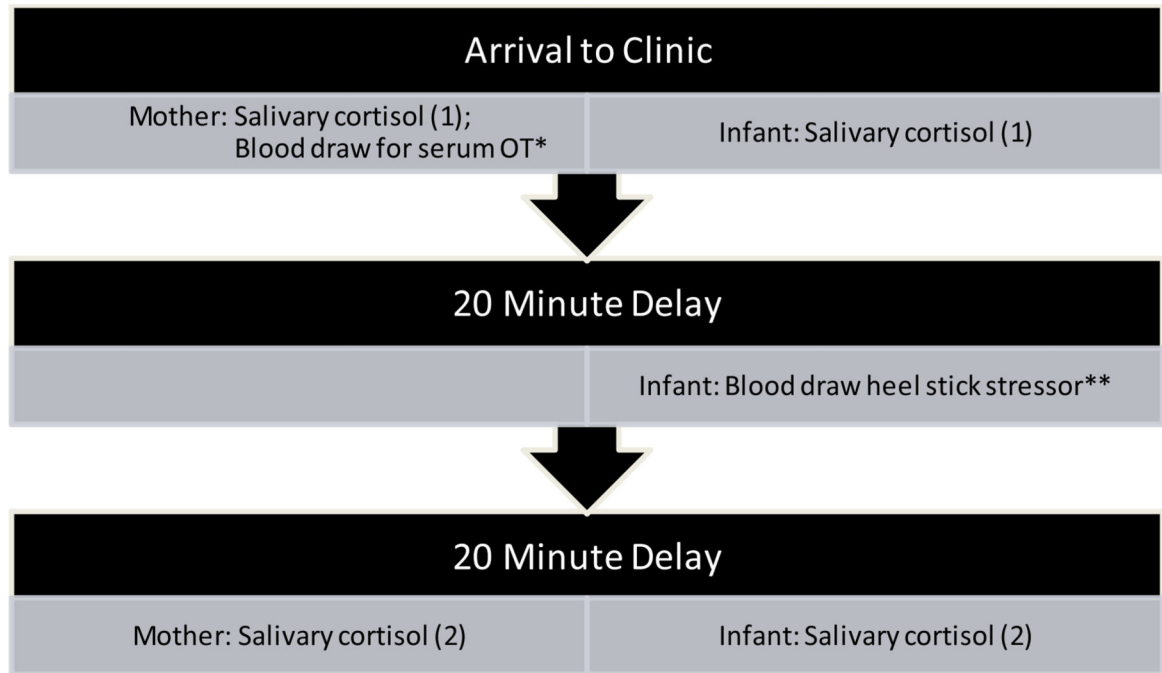 Arrival to Clinic
Mother: Salivary cortisol (1);
Blood draw for serum OT*
Infant: Salivary cortisol (1)
20 Minute Delay
Infant: Blood draw heel stick stressor**
20 Minute Delay
Mother: Salivary cortisol (2)
Infant: Salivary cortisol (2)